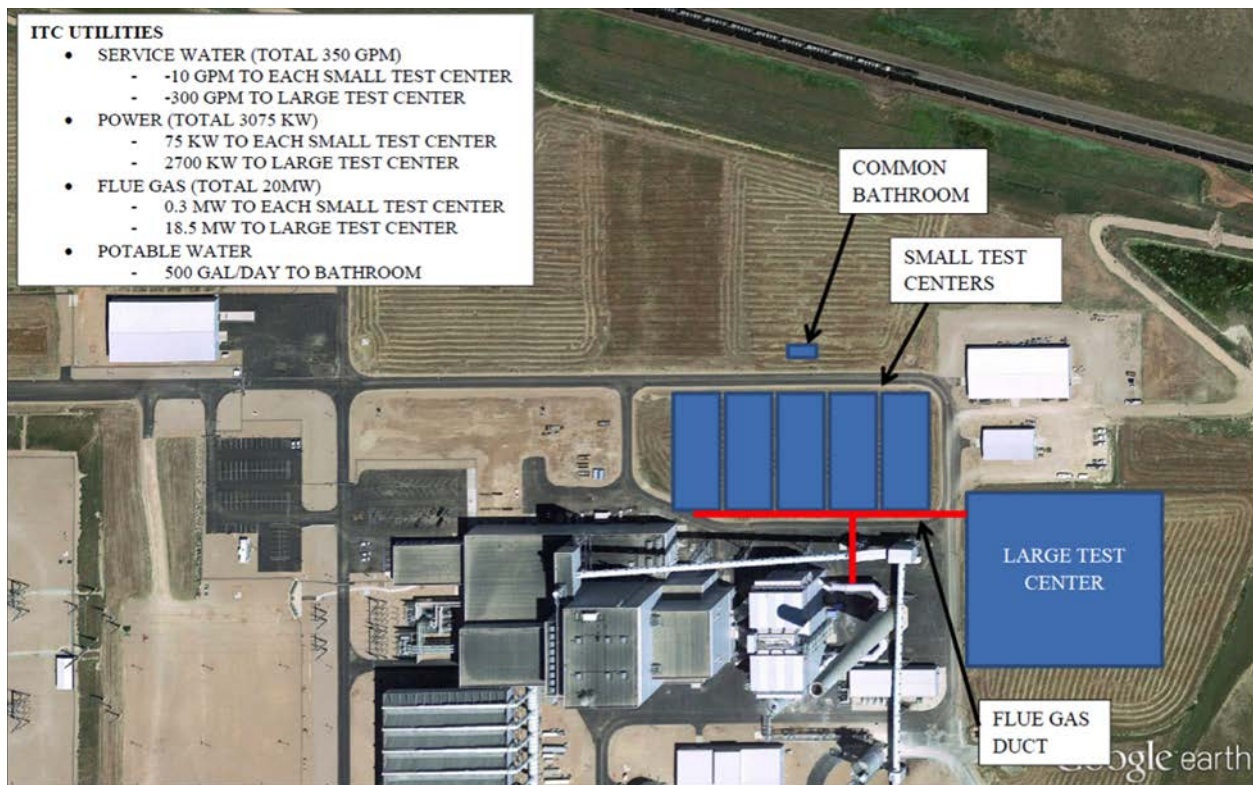 ITC UTILITIES
• SERVICE WATER (TOTAL 350 GPM)
- -10 GPM TO EACH SMALL TEST CENTER
- -300 GPM TO LARGE TEST CENTER
• POWER (TOTAL 3075 KW)
- 75 KW TO EACH SMALL TEST CENTER
- 2700 KW TO LARGE TEST CENTER
• FLUE GAS (TOTAL 20MW)
- 0.3 MW TO EACH SMALL TEST CENTER
- 18.5 MW TO LARGE TEST CENTER
• POTABLE WATER
- 500 GAL/DAY TO BATHROOM
COMMON
BATHROOM
SMALL TEST
CENTERS
LARGE TEST
CENTER
FLUE GAS
DUCT
Google earth